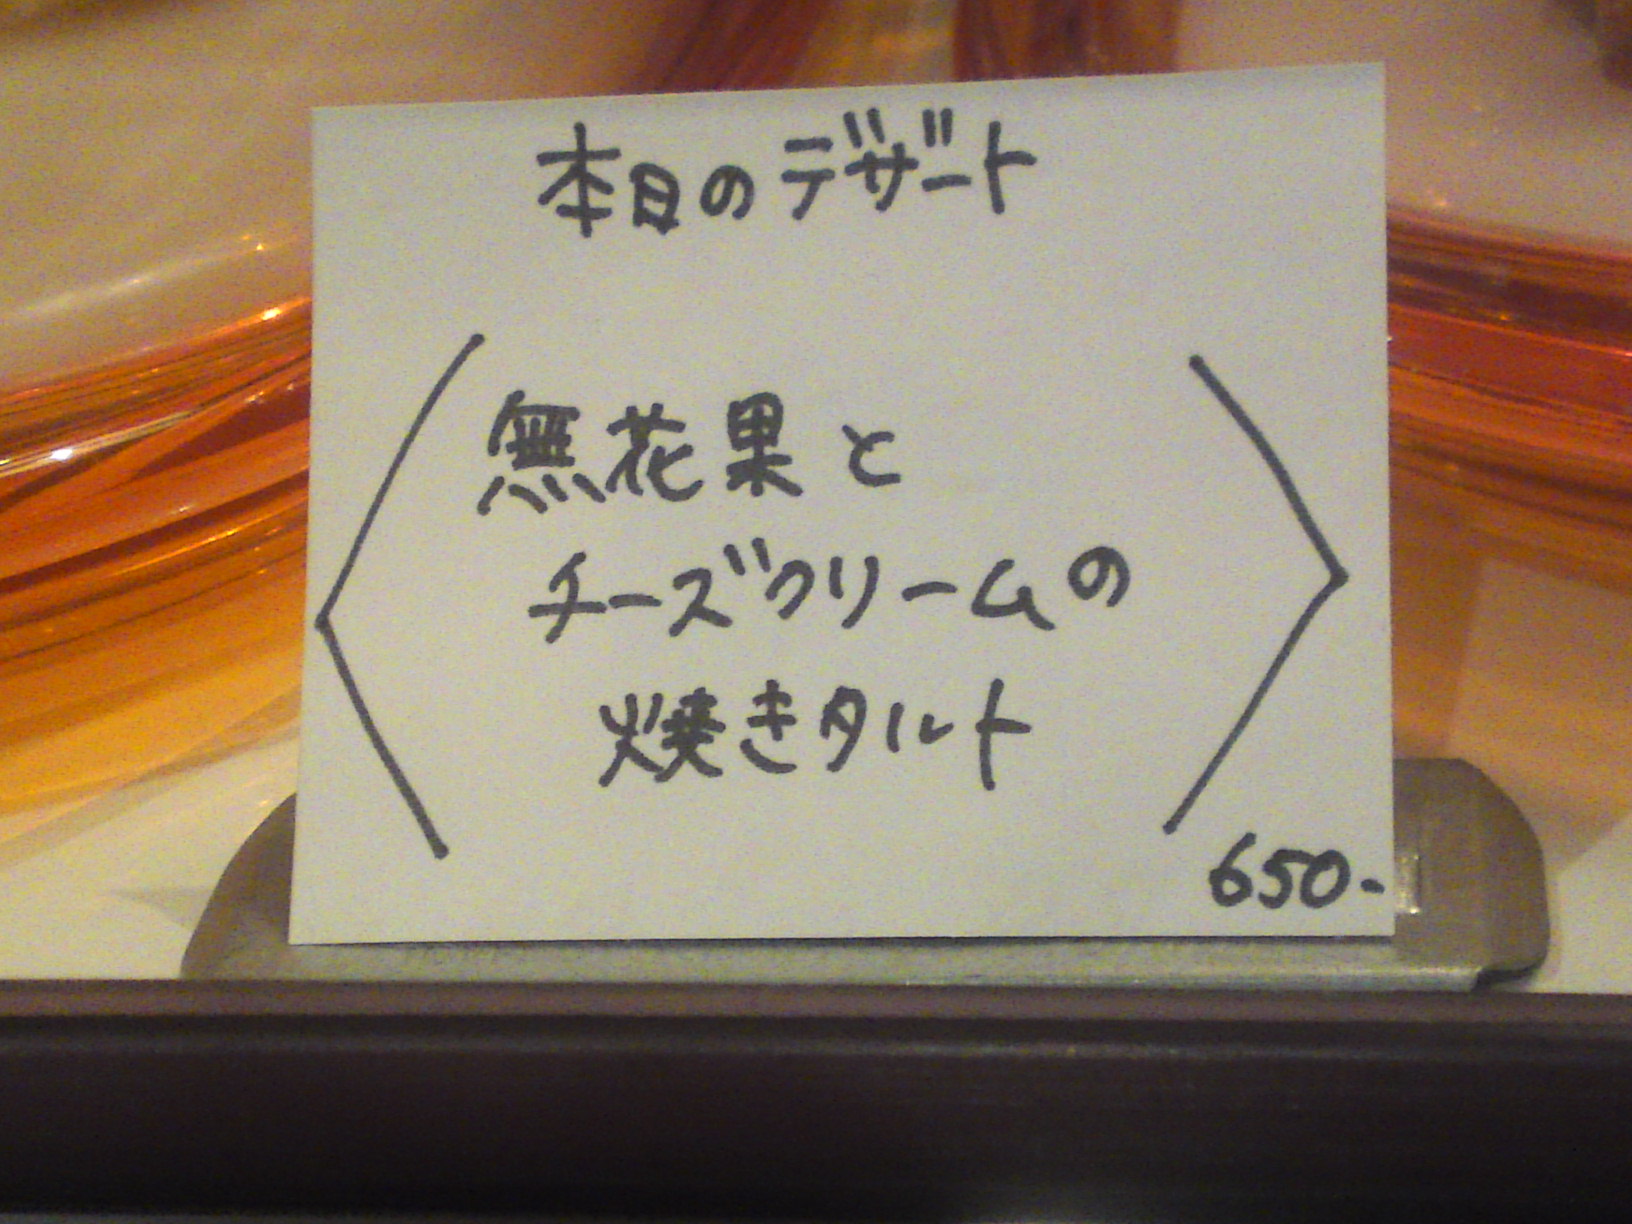 本日のデザート
無花果と
チーズクリームの
焼きタルト
650-